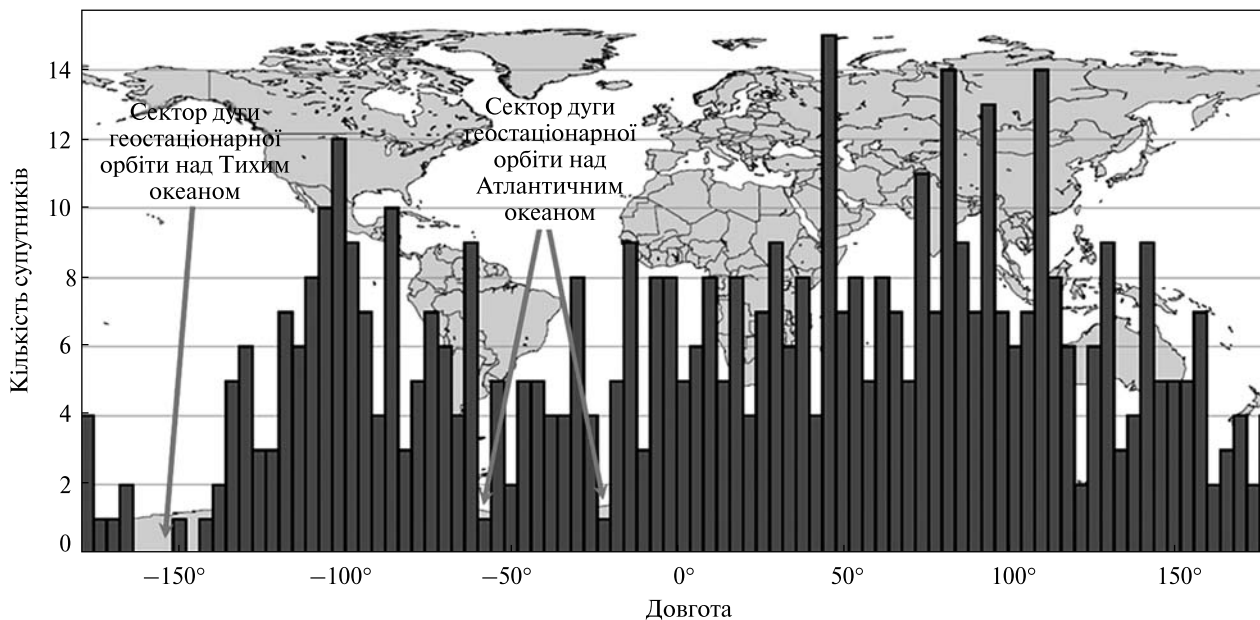 14
12
10
8
6
4
2
0
Кількість супутників
Сектор дуги
геостаціонарної
орбіти над Тихим
океаном
Сектор дуги
геостаціонарної
орбіти над
Атлантичним
океаном
−150° −100° −50° 0° 50° 100° 150°
Довгота